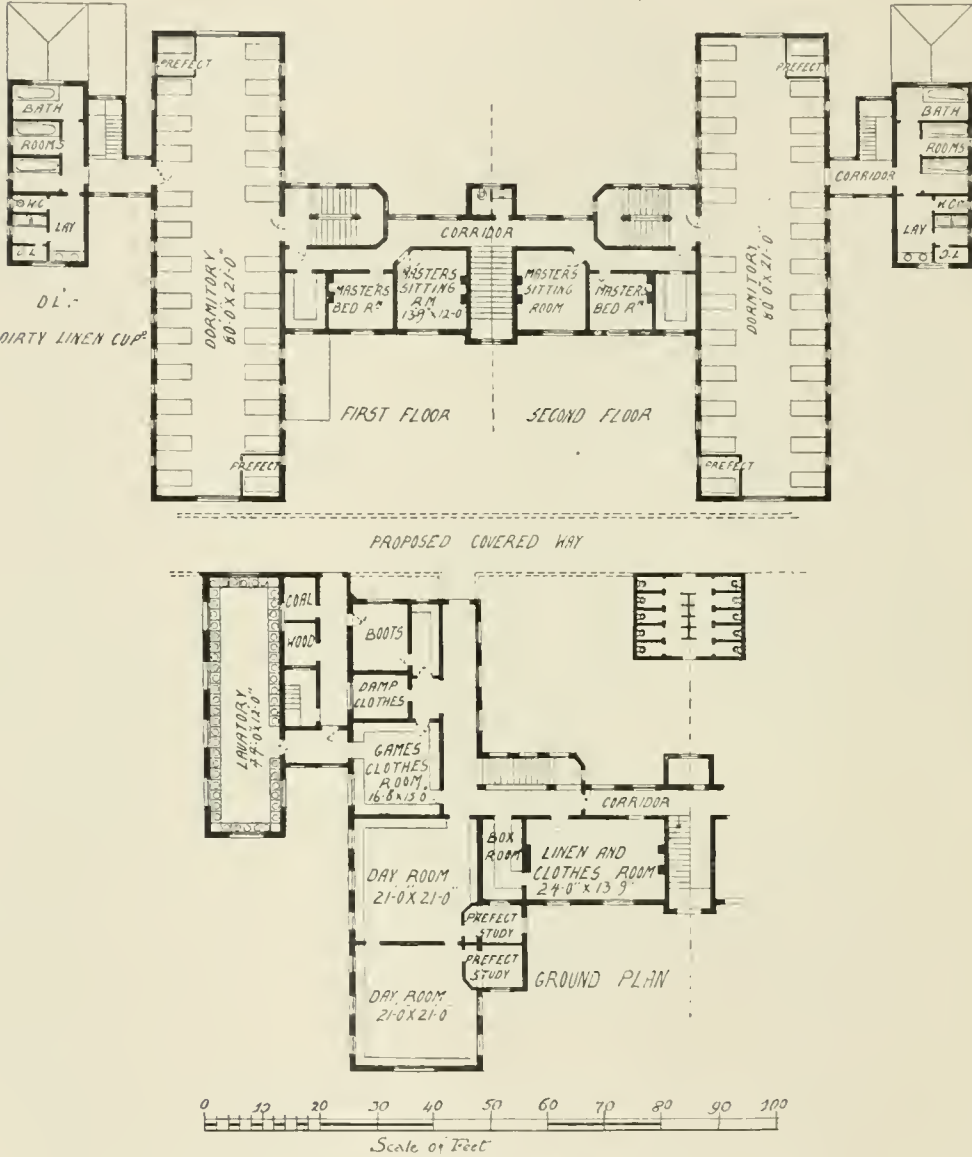 PREFECT
BATH
ROOMS
W.C
LAV
D.L
D.L.-
DIRTY LINEN CUPD
DORMITORY
80·0"X 21·0"
PREFECT
CORRIDOR
MASTERS
BED RM
MASTERS
SITTING
RM
13·9" X 12·0
MASTERS
SITTING
ROOM
MASTERS
BED RM
FIRST FLOOR
SECOND FLOOR
PREFECT
DORMITORY
80·0"X 21·0"
PREFECT
BATH
ROOMS
CORRIDOR
W.C
LAV
D.L
PROPOSED COVERED WAY
LAVATORY
COAL
WOOD
BOOTS
DAMP
CLOTHES
GAMES
CLOTHES
ROOM
16·8 X 15·0
DAY ROOM
21·0"X 21·0"
DAY ROOM
21·0 X 21·0
BOX
ROOM
LINEN AND
CLOTHES ROOM
24·0" X 13 9"
CORRIDOR
PREFECT
STUDY
PREFECT
STUDY
GROUND PLAN
0 10 20 30 40 50 60 70 80 90 100
Scale of Feet